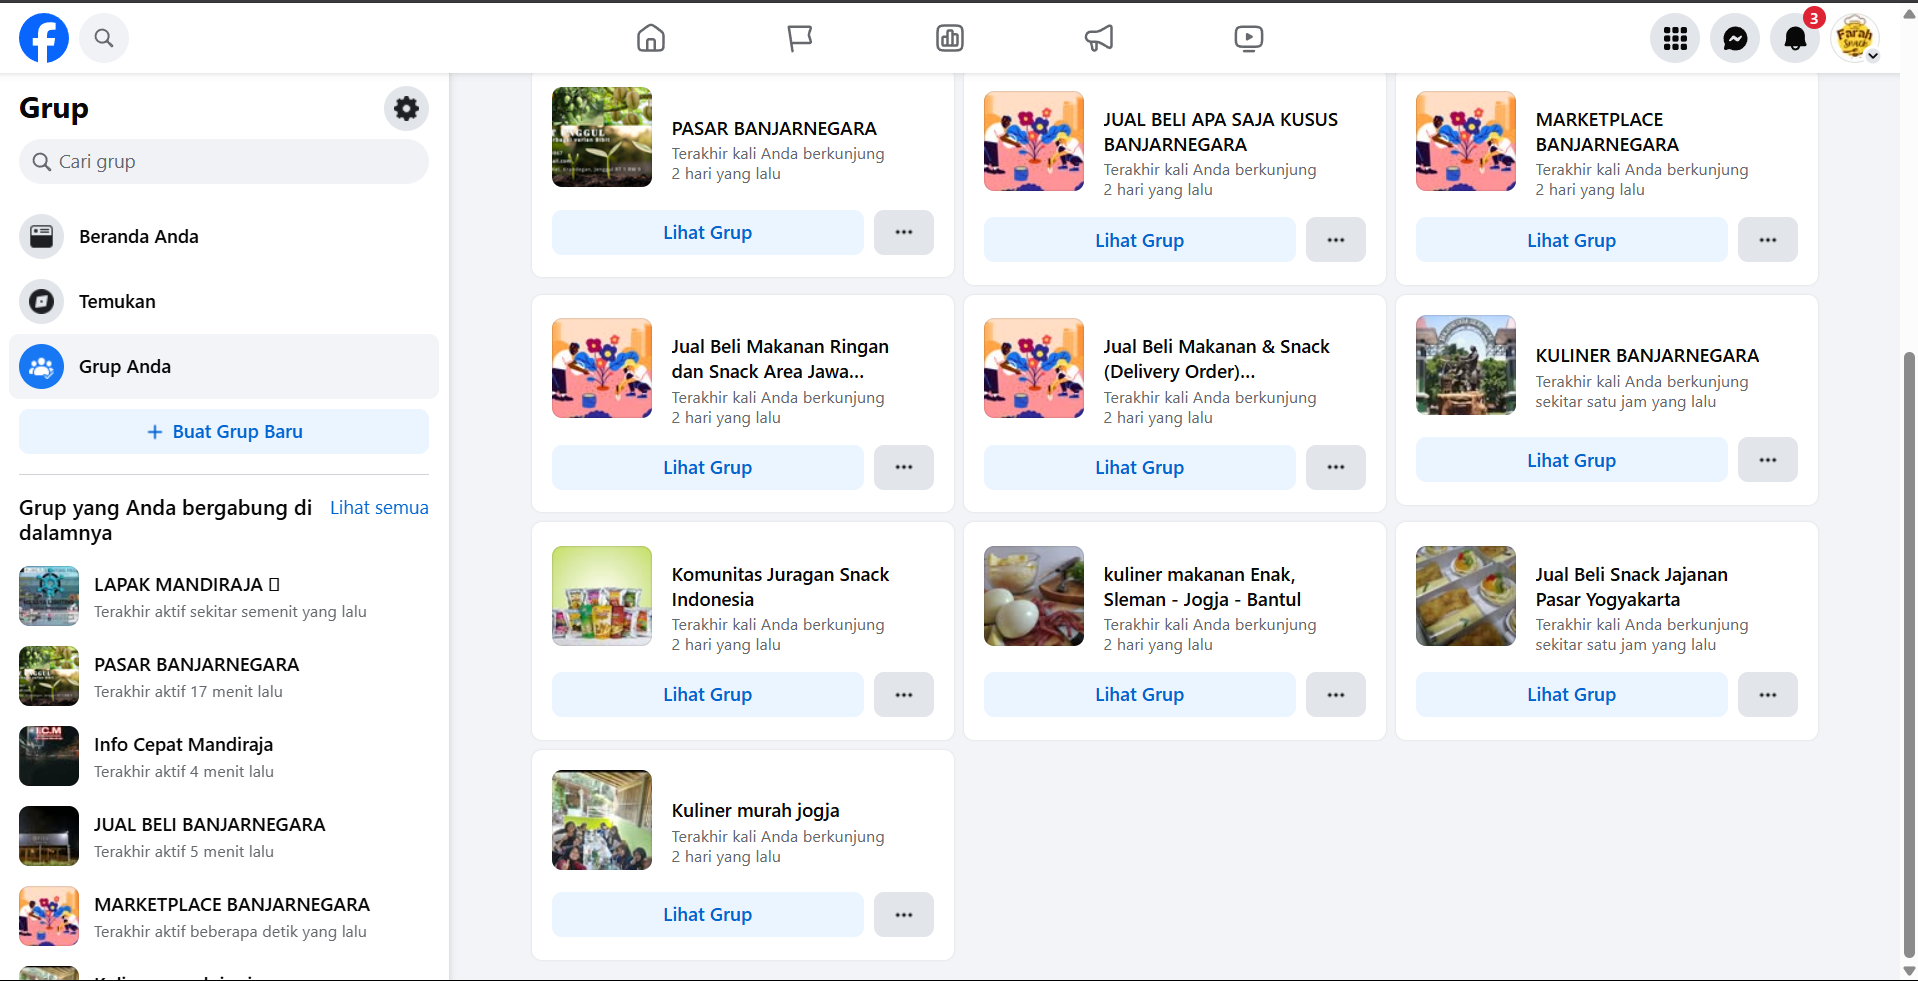 3
Farah
Snack
Grup
Cari grup
Beranda Anda
Temukan
Grup Anda
+ Buat Grup Baru
Grup yang Anda bergabung di
dalamnya
Lihat semua
LAPAK MANDIRAJA
Terakhir aktif sekitar semenit yang lalu
PASAR BANJARNEGARA
Terakhir aktif 17 menit lalu
I.C.M
Info Cepat Mandiraja
Terakhir aktif 4 menit lalu
JUAL BELI BANJARNEGARA
Terakhir aktif 5 menit lalu
MARKETPLACE BANJARNEGARA
Terakhir aktif beberapa detik yang lalu
PASAR BANJARNEGARA
Terakhir kali Anda berkunjung
2 hari yang lalu
Lihat Grup
JUAL BELI APA SAJA KUSUS
BANJARNEGARA
Terakhir kali Anda berkunjung
2 hari yang lalu
Lihat Grup
MARKETPLACE
BANJARNEGARA
Terakhir kali Anda berkunjung
2 hari yang lalu
Lihat Grup
Jual Beli Makanan Ringan
dan Snack Area Jawa...
Terakhir kali Anda berkunjung
2 hari yang lalu
Lihat Grup
Jual Beli Makanan & Snack
(Delivery Order)...
Terakhir kali Anda berkunjung
2 hari yang lalu
Lihat Grup
KULINER BANJARNEGARA
Terakhir kali Anda berkunjung
sekitar satu jam yang lalu
Lihat Grup
Komunitas Juragan Snack
Indonesia
Terakhir kali Anda berkunjung
2 hari yang lalu
Lihat Grup
kuliner makanan Enak,
Sleman - Jogja - Bantul
Terakhir kali Anda berkunjung
2 hari yang lalu
Lihat Grup
Jual Beli Snack Jajanan
Pasar Yogyakarta
Terakhir kali Anda berkunjung
sekitar satu jam yang lalu
Lihat Grup
Kuliner murah jogja
Terakhir kali Anda berkunjung
2 hari yang lalu
Lihat Grup